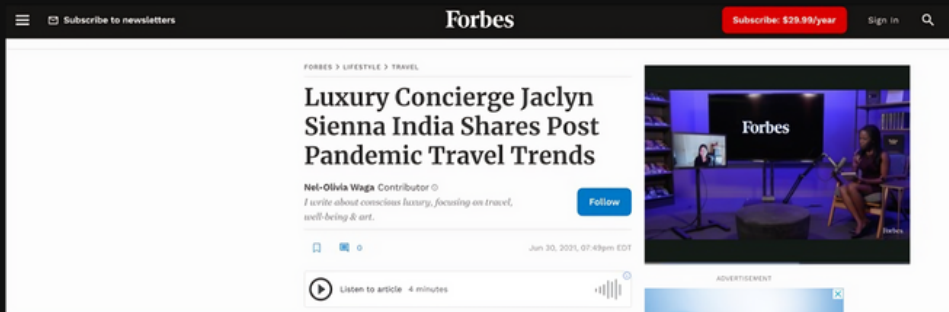 Subscribe to newsletters
Forbes
Subscribe: $29.99/year
Sign In
FORBES > LIFESTYLE > TRAVEL
Luxury Concierge Jaclyn
Sienna India Shares Post
Pandemic Travel Trends
Nel-Olivia Waga Contributor
I write about conscious luxury, focusing on travel,
well-being & art.
Follow
0
Jun 30, 2021, 07:49pm EDT
Listen to article 4 minutes
Forbes
Forbes
ADVERTISEMENT